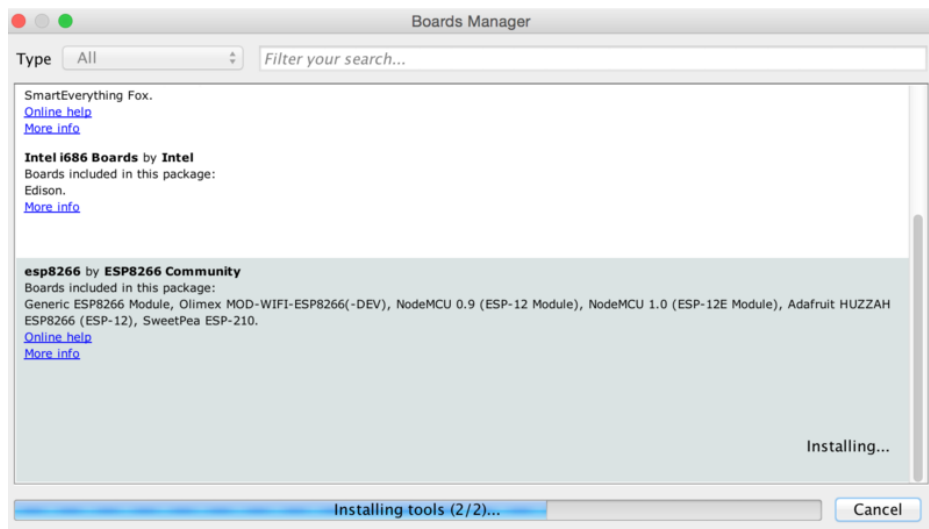 Boards Manager
Type All Filter your search...
SmartEverything Fox.
Online help
More info
Intel i686 Boards by Intel
Boards included in this package:
Edison.
More info
esp8266 by ESP8266 Community
Boards included in this package:
Generic ESP8266 Module, Olimex MOD-WIFI-ESP8266(-DEV), NodeMCU 0.9 (ESP-12 Module), NodeMCU 1.0 (ESP-12E Module), Adafruit HUZZAH
ESP8266 (ESP-12), SweetPea ESP-210.
Online help
More info
Installing...
Installing tools (2/2)... Cancel